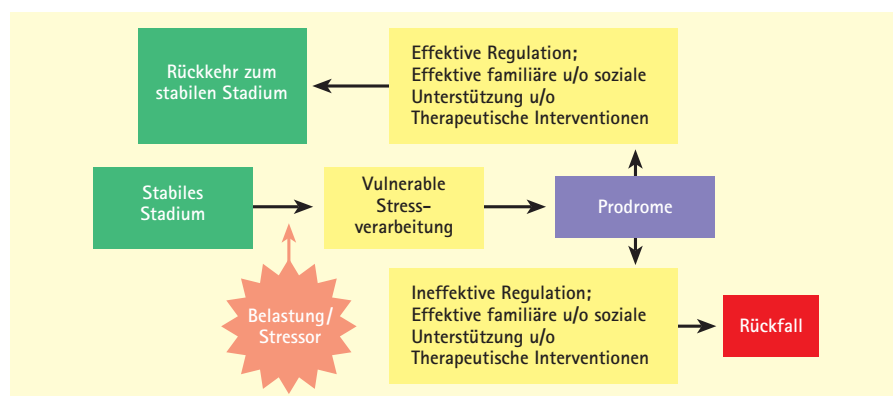 Rückkehr zum
stabilen Stadium
Effektive Regulation;
Effektive familiäre u/o soziale
Unterstützung u/o
Therapeutische Interventionen
Stabiles
Stadium
Vulnerable
Stress-
verarbeitung
Prodrome
Belastung/
Stressor
Ineffektive Regulation;
Effektive familiäre u/o soziale
Unterstützung u/o
Therapeutische Interventionen
Rückfall